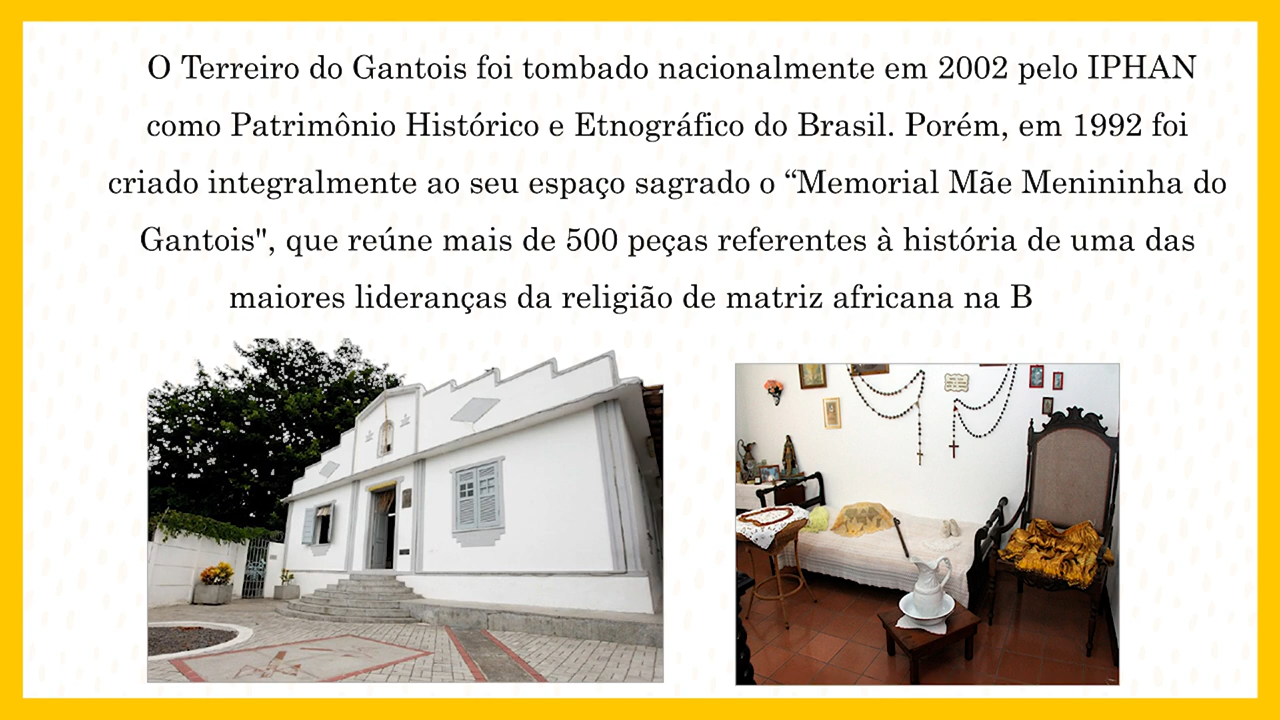 O Terreiro do Gantois foi tombado nacionalmente em 2002 pelo IPHAN
como Patrimônio Histórico e Etnográfico do Brasil. Porém, em 1992 foi
criado integralmente ao seu espaço sagrado o “Memorial Mãe Menininha do
Gantois", que reúne mais de 500 peças referentes à história de uma das
maiores lideranças da religião de matriz africana na B